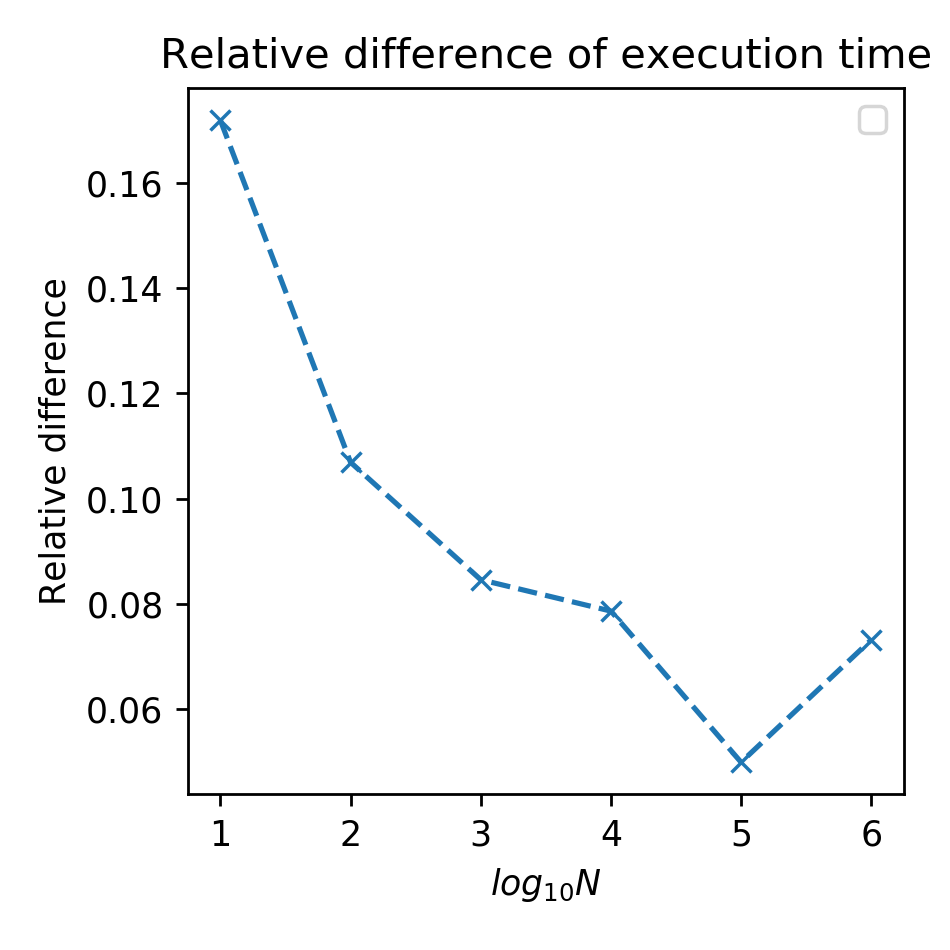 Relative difference of execution time
Relative difference
0.16
0.14
0.12
0.10
0.08
0.06
1 2 3 4 5 6
log₁₀N